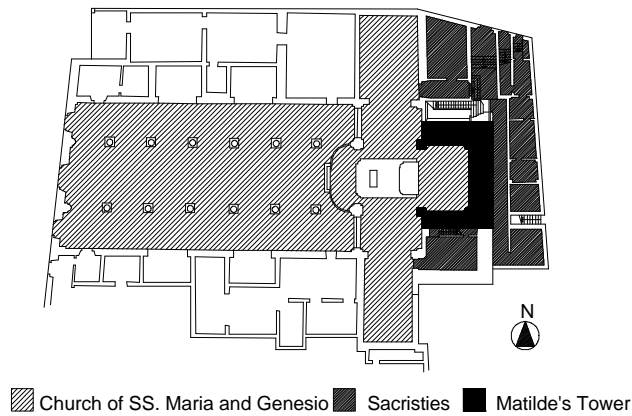 N
Church of SS. Maria and Genesio Sacristies Matilde's Tower